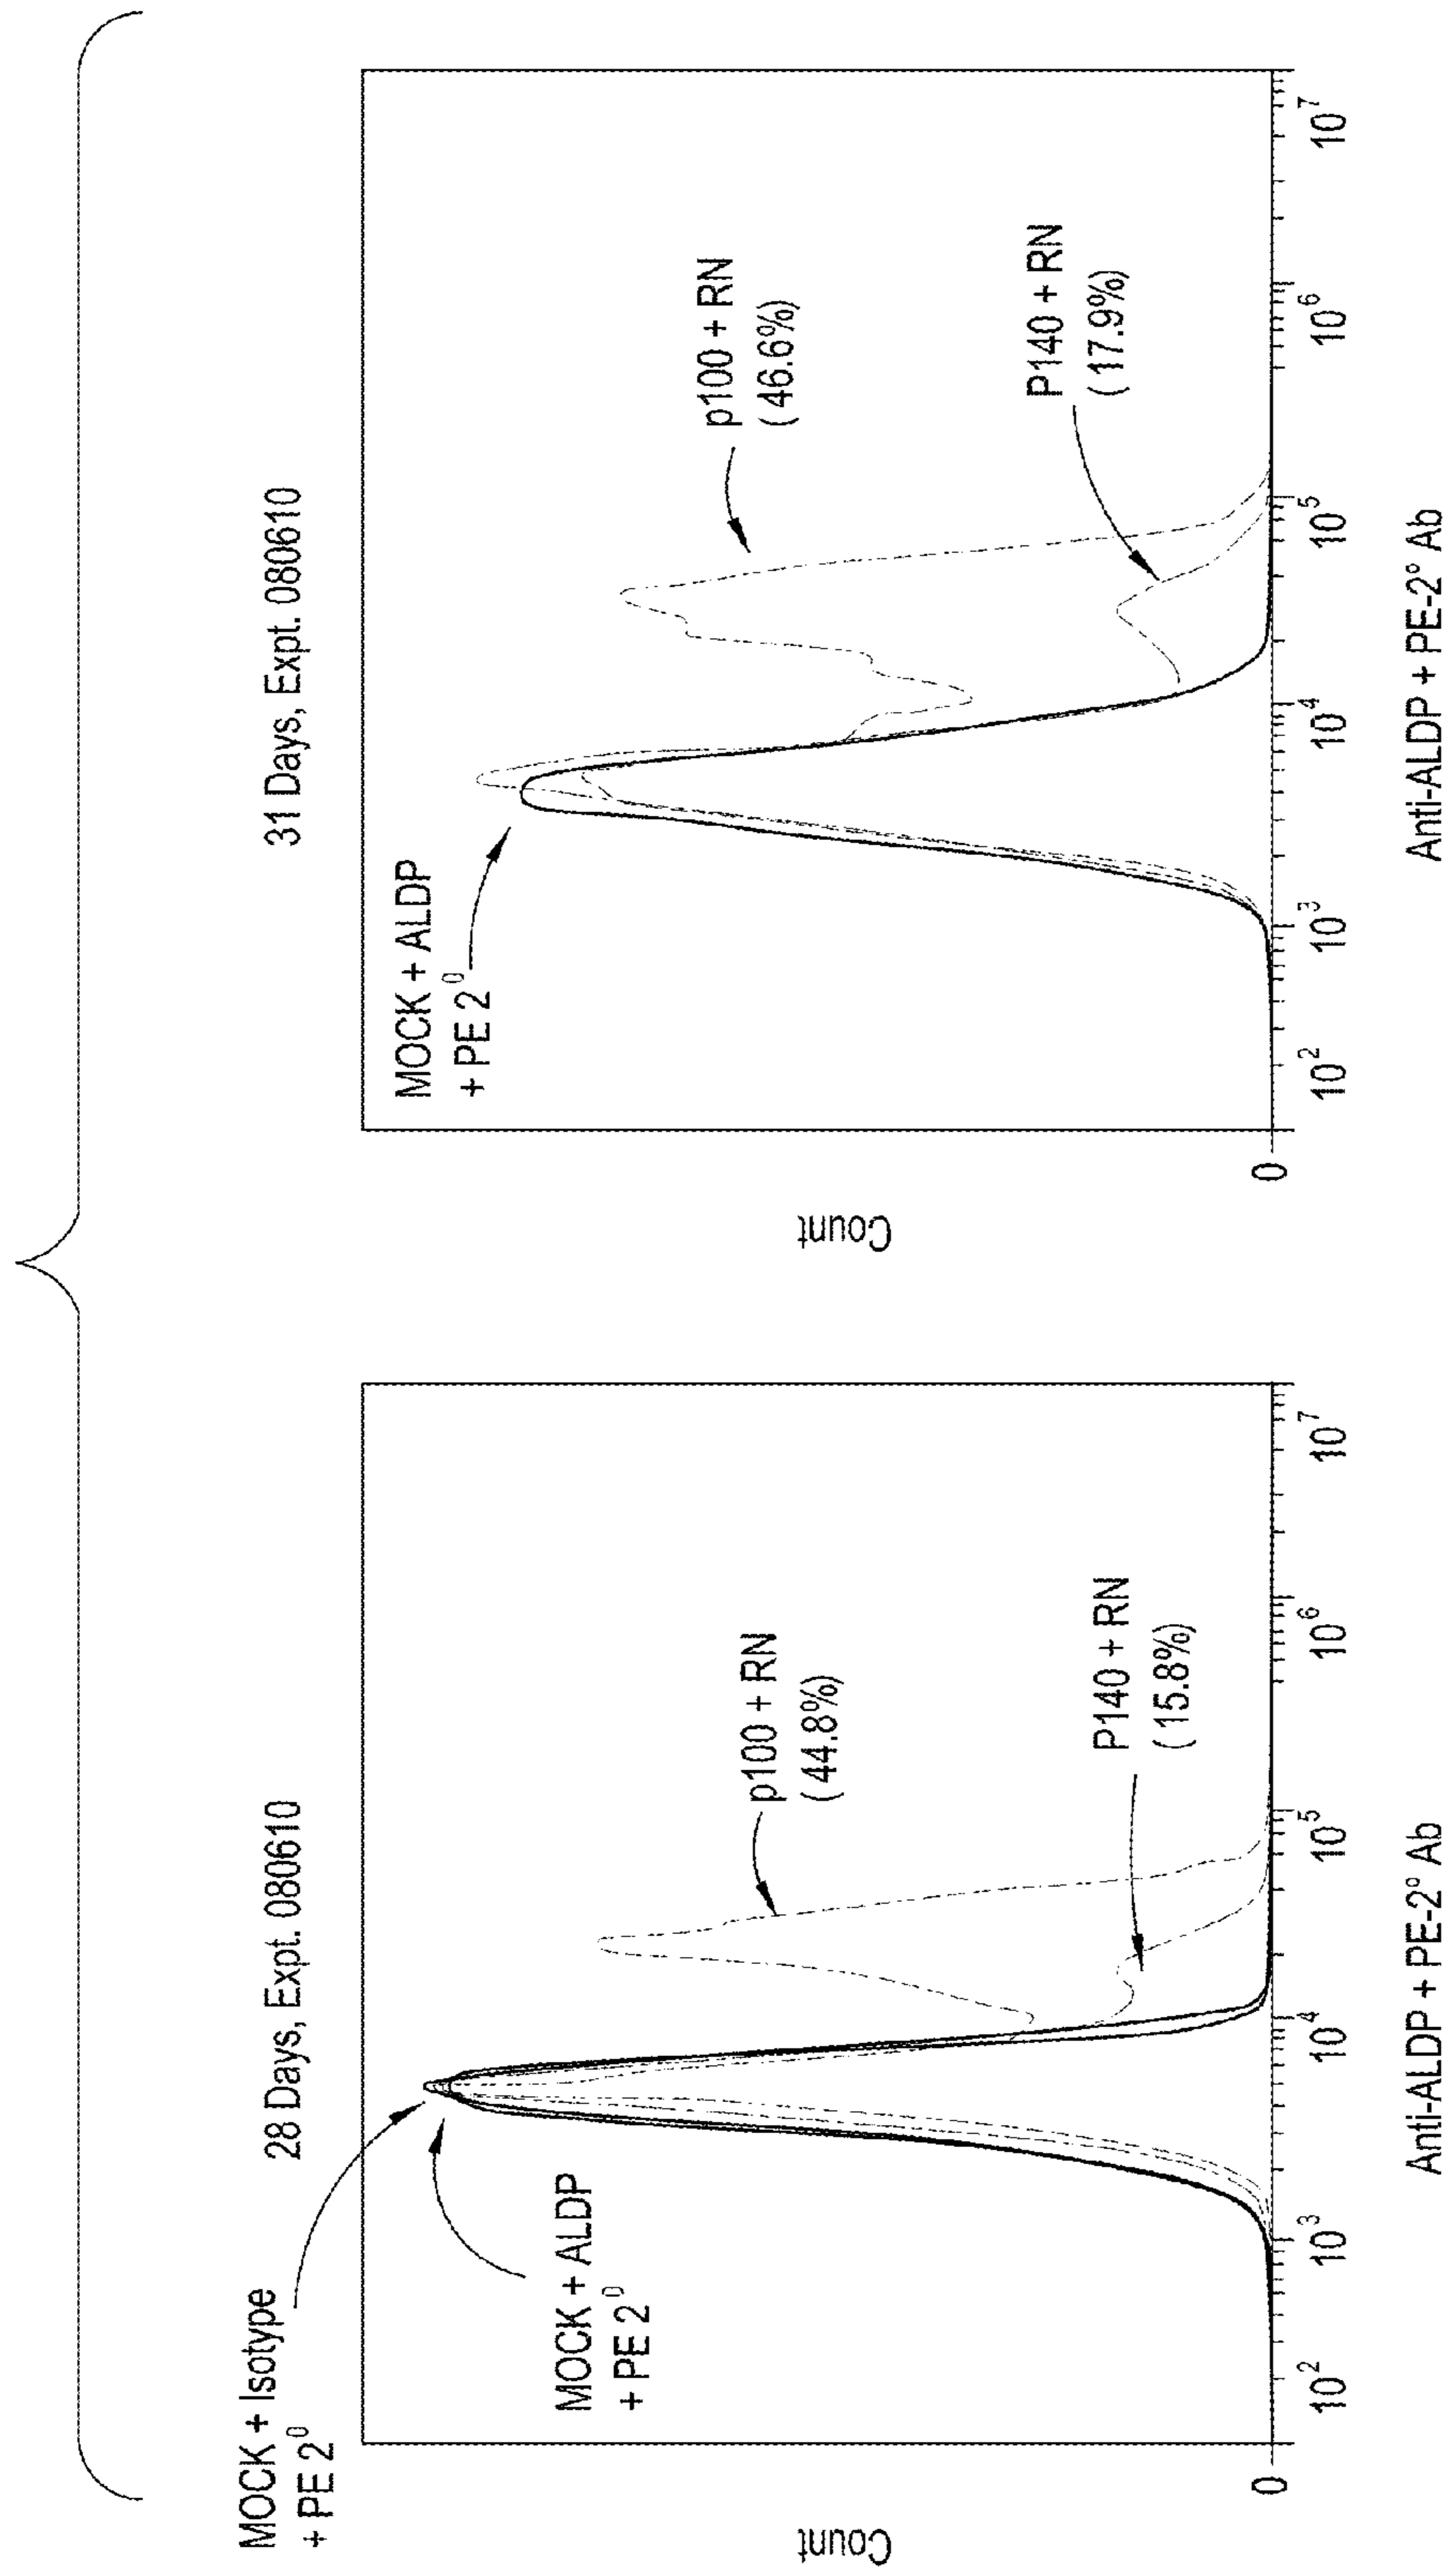 28 Days, Expt. 080610
MOCK + Isotype
+ PE 2⁰
MOCK + ALDP
+ PE 2⁰
p100 + RN
(44.8%)
P140 + RN
(15.8%)
Count
0
10² 10³ 10⁴ 10⁵ 10⁶ 10⁷
Anti-ALDP + PE-2° Ab
31 Days, Expt. 080610
MOCK + ALDP
+ PE 2⁰
p100 + RN
(46.6%)
P140 + RN
(17.9%)
Count
0
10² 10³ 10⁴ 10⁵ 10⁶ 10⁷
Anti-ALDP + PE-2° Ab